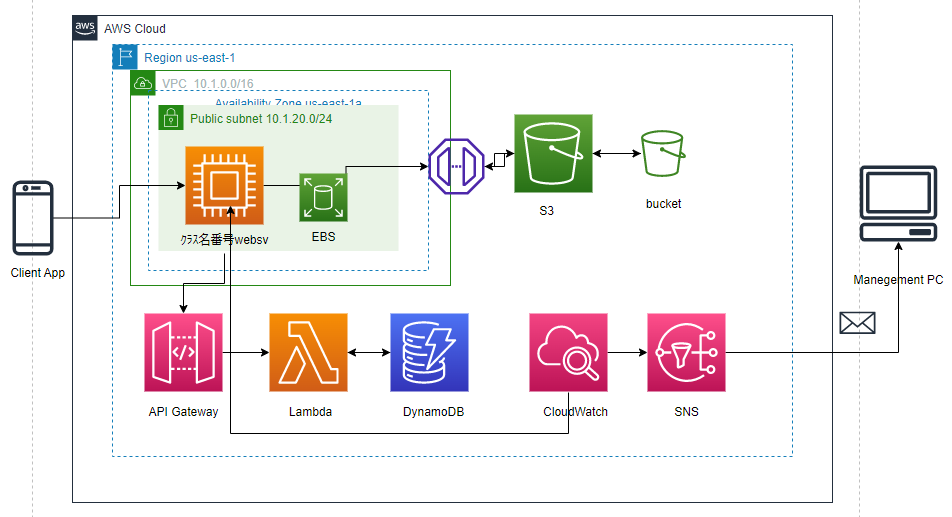 aws
AWS Cloud
Region us-east-1
VPC 10.1.0.0/16
Availability Zone us-east-1a
Public subnet 10.1.20.0/24
ｸﾗｽ名番号websv
EBS
S3
bucket
Client App
Manegement PC
API Gateway
Lambda
DynamoDB
CloudWatch
SNS